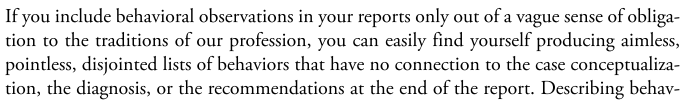 If you include behavioral observations in your reports only out of a vague sense of obliga-
tion to the traditions of our profession, you can easily find yourself producing aimless,
pointless, disjointed lists of behaviors that have no connection to the case conceptualiza-
tion, the diagnosis, or the recommendations at the end of the report. Describing behav-